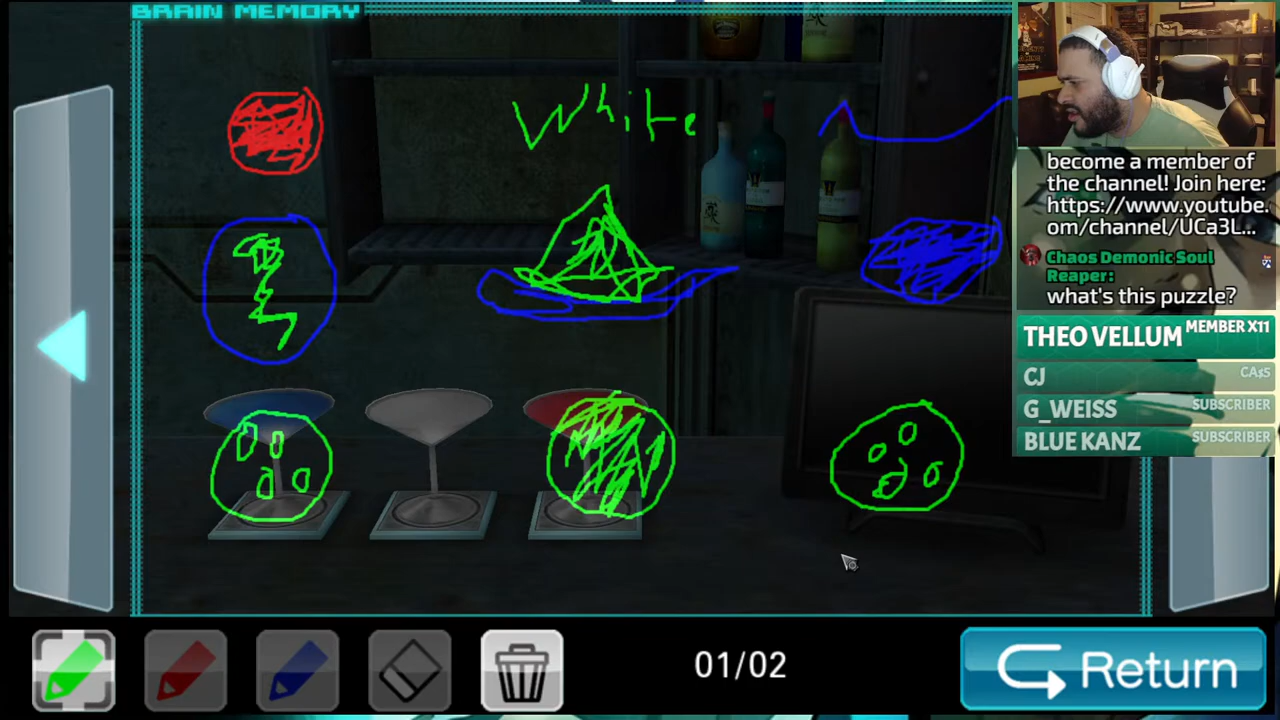 BRAIN MEMORY
White
become a member of
the channel! Join here:
https://www.youtube.
om/channel/UCa3L...
Chaos Demonic Soul
Reaper:
what's this puzzle?
THEO VELLUM MEMBER X11
CJ CA$5
G_WEISS SUBSCRIBER
BLUE KANZ SUBSCRIBER
01/02
Return